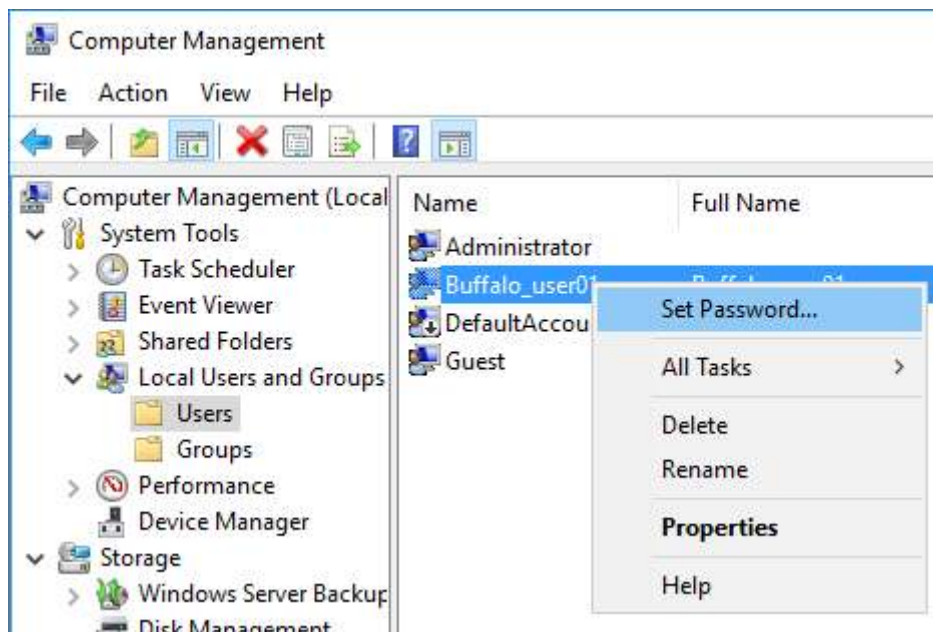 Computer Management
File Action View Help
Computer Management (Local
System Tools
Task Scheduler
Event Viewer
Shared Folders
Local Users and Groups
Users
Groups
Performance
Device Manager
Storage
Windows Server Backup
Disk Management
Name Full Name
Administrator
Buffalo_user01
DefaultAccou
Guest
Set Password...
All Tasks
Delete
Rename
Properties
Help